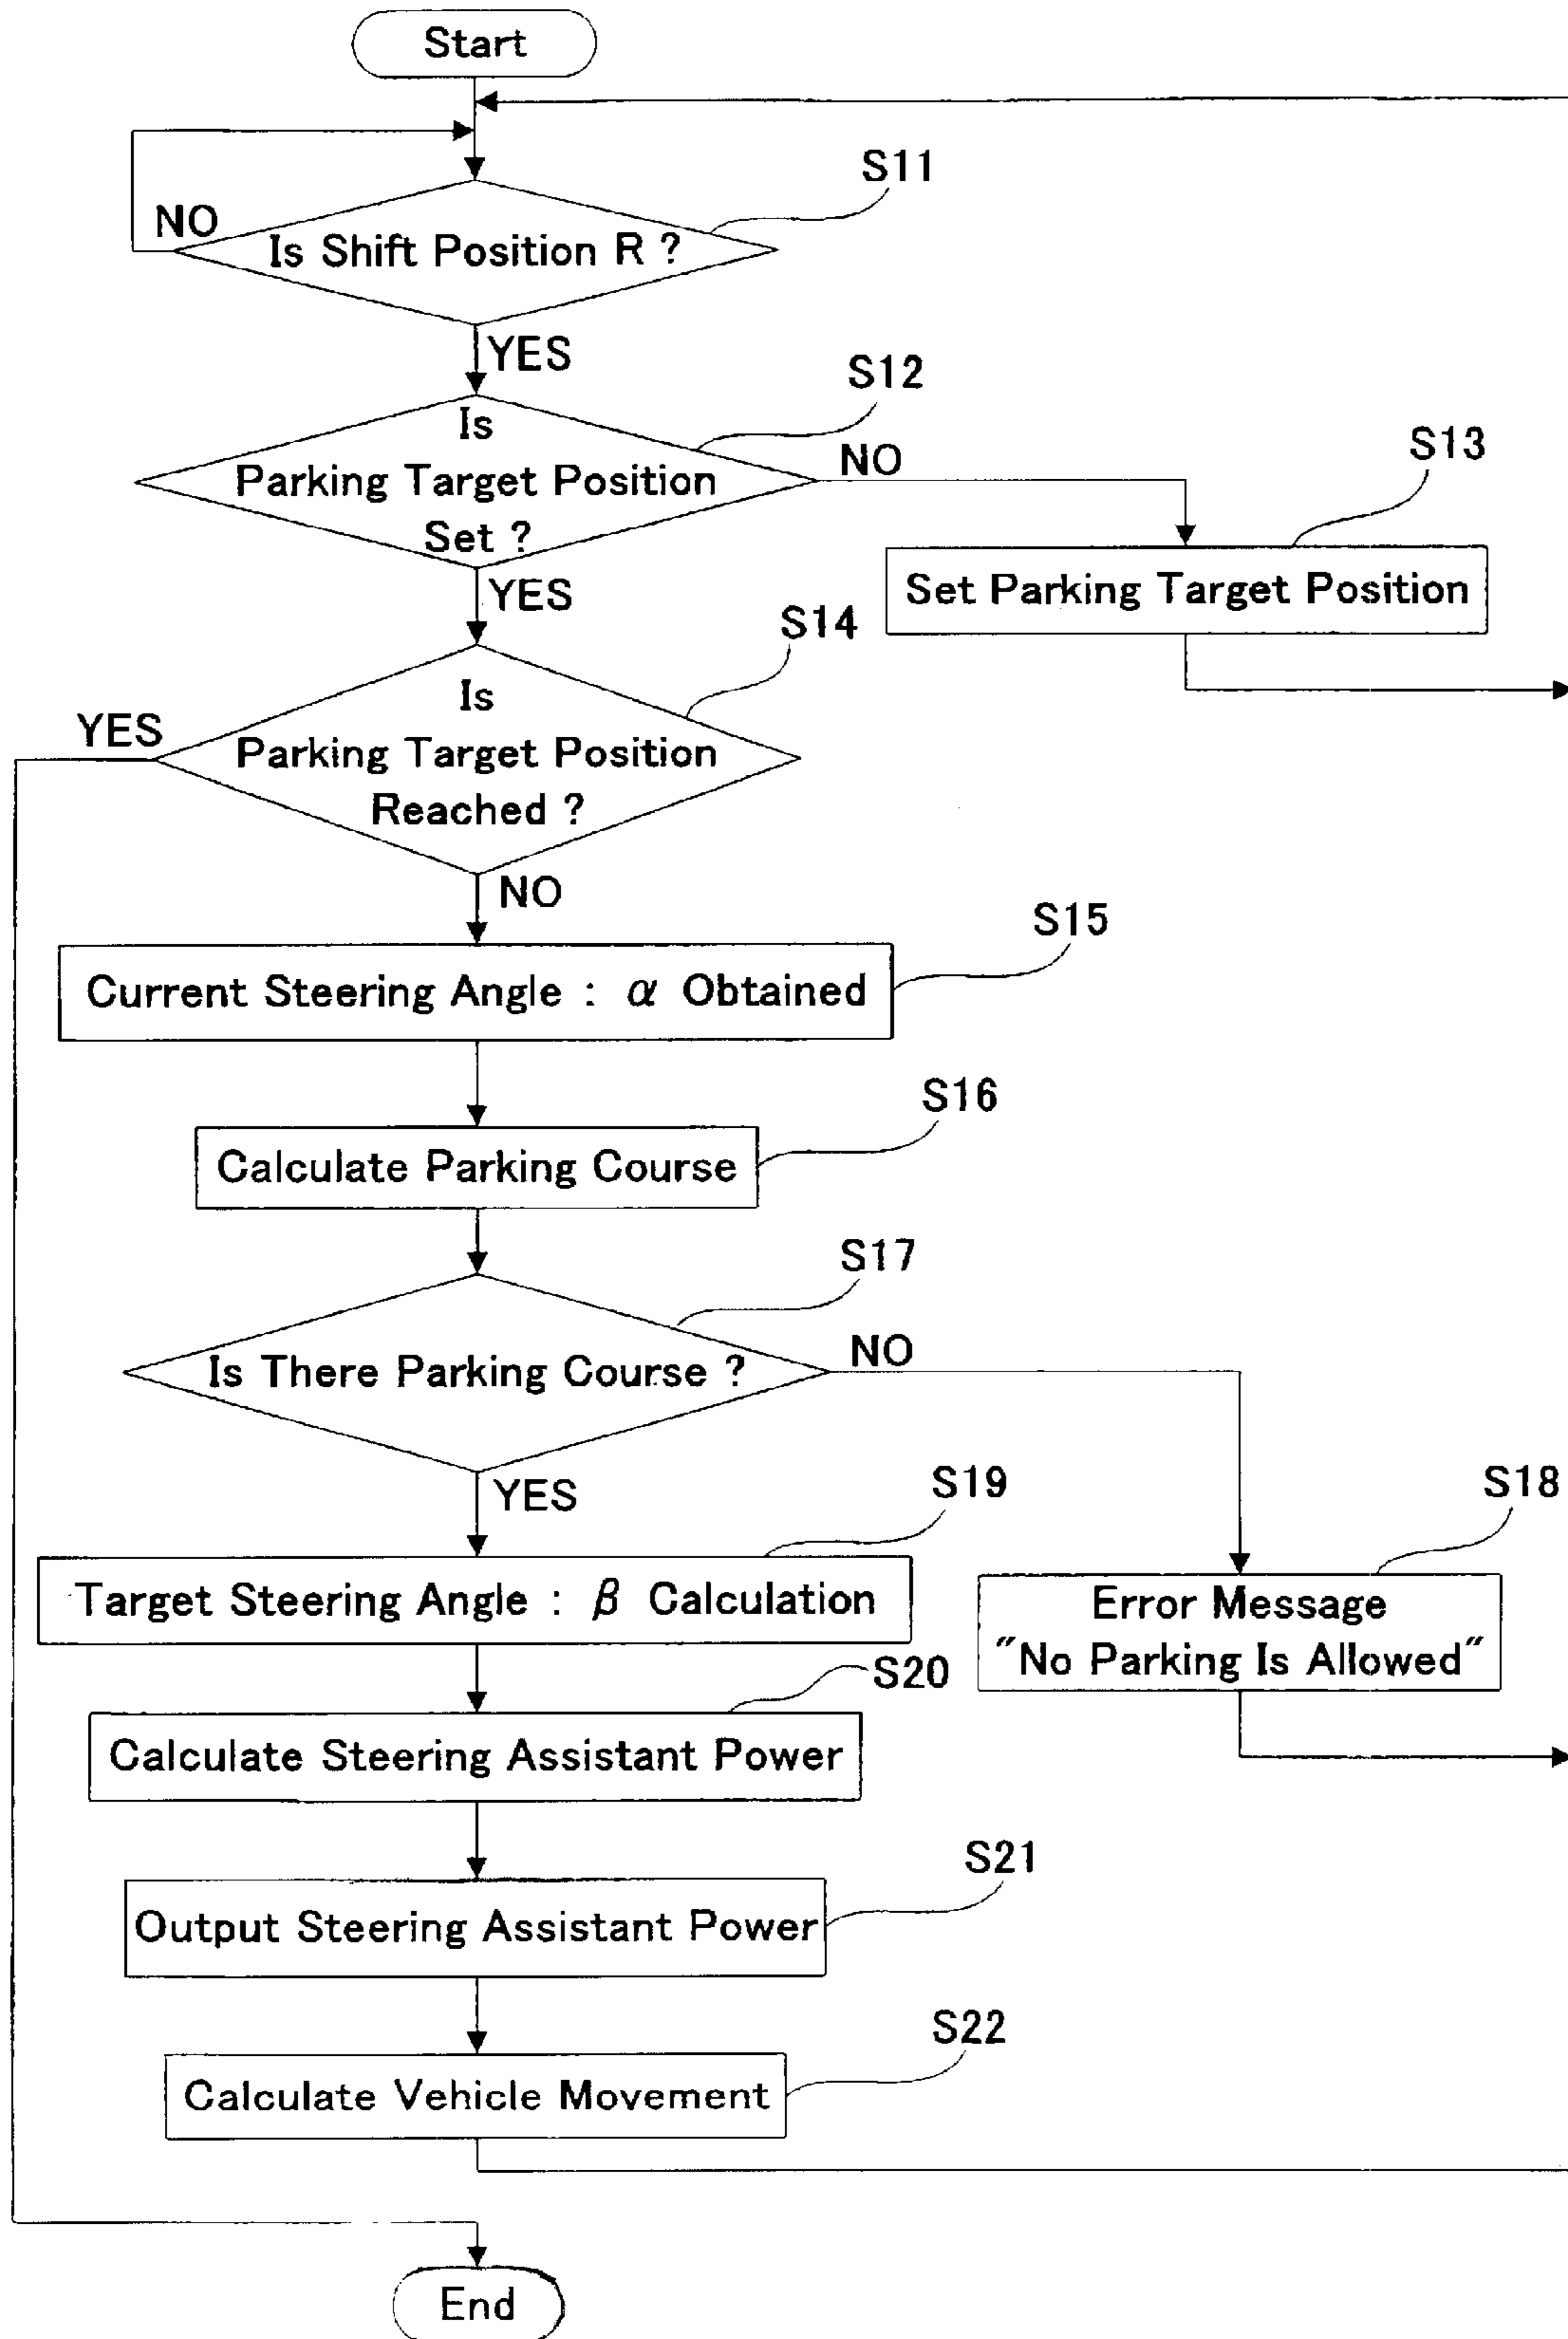 Start
S11
NO
Is Shift Position R ?
YES
S12
Is
Parking Target Position
Set ?
NO
S13
Set Parking Target Position
YES
S14
Is
Parking Target Position
Reached ?
YES
NO
S15
Current Steering Angle : α Obtained
S16
Calculate Parking Course
S17
Is There Parking Course ?
NO
YES
S19
S18
Target Steering Angle : β Calculation
Error Message
"No Parking Is Allowed"
S20
Calculate Steering Assistant Power
S21
Output Steering Assistant Power
S22
Calculate Vehicle Movement
End